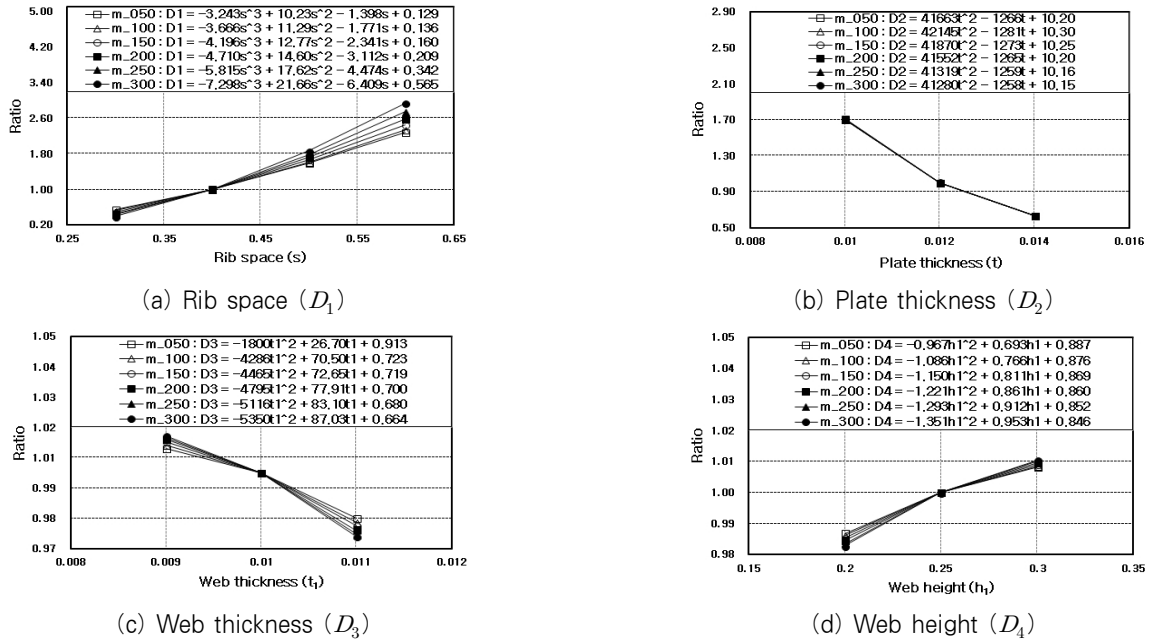 5.00
4.20
3.40
2.60
1.80
1.00
0.20
Ratio
m_050 : D1 = -3.243s^3 + 10.23s^2 - 1.398s + 0.129
m_100 : D1 = -3.666s^3 + 11.29s^2 - 1.771s + 0.136
m_150 : D1 = -4.196s^3 + 12.77s^2 - 2.341s + 0.160
m_200 : D1 = -4.710s^3 + 14.60s^2 - 3.112s + 0.209
m_250 : D1 = -5.815s^3 + 17.62s^2 - 4.474s + 0.342
m_300 : D1 = -7.298s^3 + 21.66s^2 - 6.409s + 0.565
0.25 0.35 0.45 0.55 0.65
Rib space (s)
(a) Rib space (D₁)
2.90
2.50
2.10
1.70
1.30
0.90
0.50
Ratio
m_050 : D2 = 41663t^2 - 1266t + 10.20
m_100 : D2 = 42145t^2 - 1281t + 10.30
m_150 : D2 = 41870t^2 - 1273t + 10.25
m_200 : D2 = 41552t^2 - 1265t + 10.20
m_250 : D2 = 41319t^2 - 1259t + 10.16
m_300 : D2 = 41280t^2 - 1258t + 10.15
0.008 0.01 0.012 0.014 0.016
Plate thickness (t)
(b) Plate thickness (D₂)
1.05
1.04
1.03
1.02
1.01
0.99
0.98
0.97
Ratio
m_050 : D3 = -1800t1^2 + 26.70t1 + 0.913
m_100 : D3 = -4286t1^2 + 70.50t1 + 0.723
m_150 : D3 = -4465t1^2 + 72.65t1 + 0.719
m_200 : D3 = -4795t1^2 + 77.91t1 + 0.700
m_250 : D3 = -5116t1^2 + 83.10t1 + 0.680
m_300 : D3 = -5350t1^2 + 87.03t1 + 0.664
0.008 0.009 0.01 0.011 0.012
Web thickness (t₁)
(c) Web thickness (D₃)
1.05
1.04
1.03
1.02
1.01
1.00
0.99
0.98
Ratio
m_050 : D4 = -0.967h1^2 + 0.693h1 + 0.887
m_100 : D4 = -1.086h1^2 + 0.766h1 + 0.876
m_150 : D4 = -1.150h1^2 + 0.811h1 + 0.869
m_200 : D4 = -1.221h1^2 + 0.861h1 + 0.860
m_250 : D4 = -1.293h1^2 + 0.912h1 + 0.852
m_300 : D4 = -1.351h1^2 + 0.953h1 + 0.846
0.15 0.2 0.25 0.3 0.35
Web height (h₁)
(d) Web height (D₄)